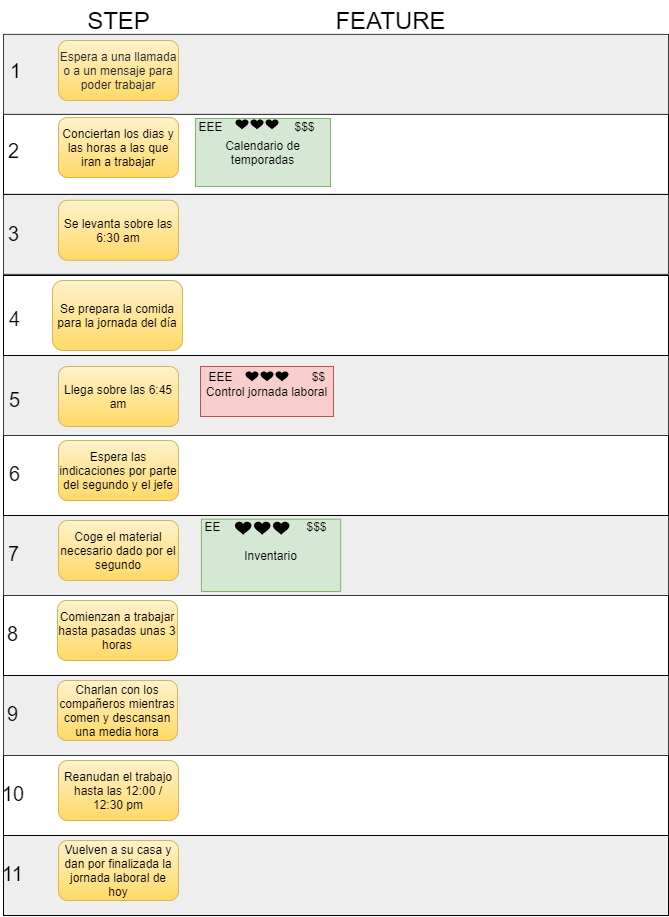 STEP FEATURE
1
Espera a una llamada
o a un mensaje para
poder trabajar
2
Conciertan los dias y
las horas a las que
iran a trabajar
EEE ♥♥♥ $$$
Calendario de
temporadas
3
Se levanta sobre las
6:30 am
4
Se prepara la comida
para la jornada del día
5
Llega sobre las 6:45
am
EEE ♥♥♥ $$
Control jornada laboral
6
Espera las
indicaciones por parte
del segundo y el jefe
7
Coge el material
necesario dado por el
segundo
EE ♥♥♥ $$$
Inventario
8
Comienzan a trabajar
hasta pasadas unas 3
horas
9
Charlan con los
compañeros mientras
comen y descansan
una media hora
10
Reanudan el trabajo
hasta las 12:00 /
12:30 pm
11
Vuelven a su casa y
dan por finalizada la
jornada laboral de
hoy